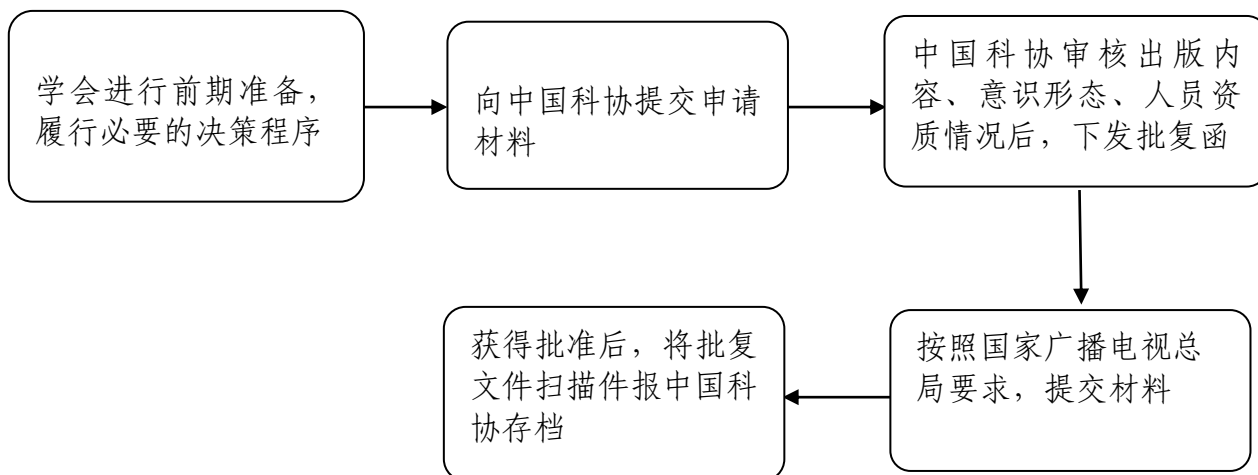 学会进行前期准备，
履行必要的决策程序
向中国科协提交申请
材料
中国科协审核出版内
容、意识形态、人员资
质情况后，下发批复函
按照国家广播电视总
局要求，提交材料
获得批准后，将批复
文件扫描件报中国科
协存档